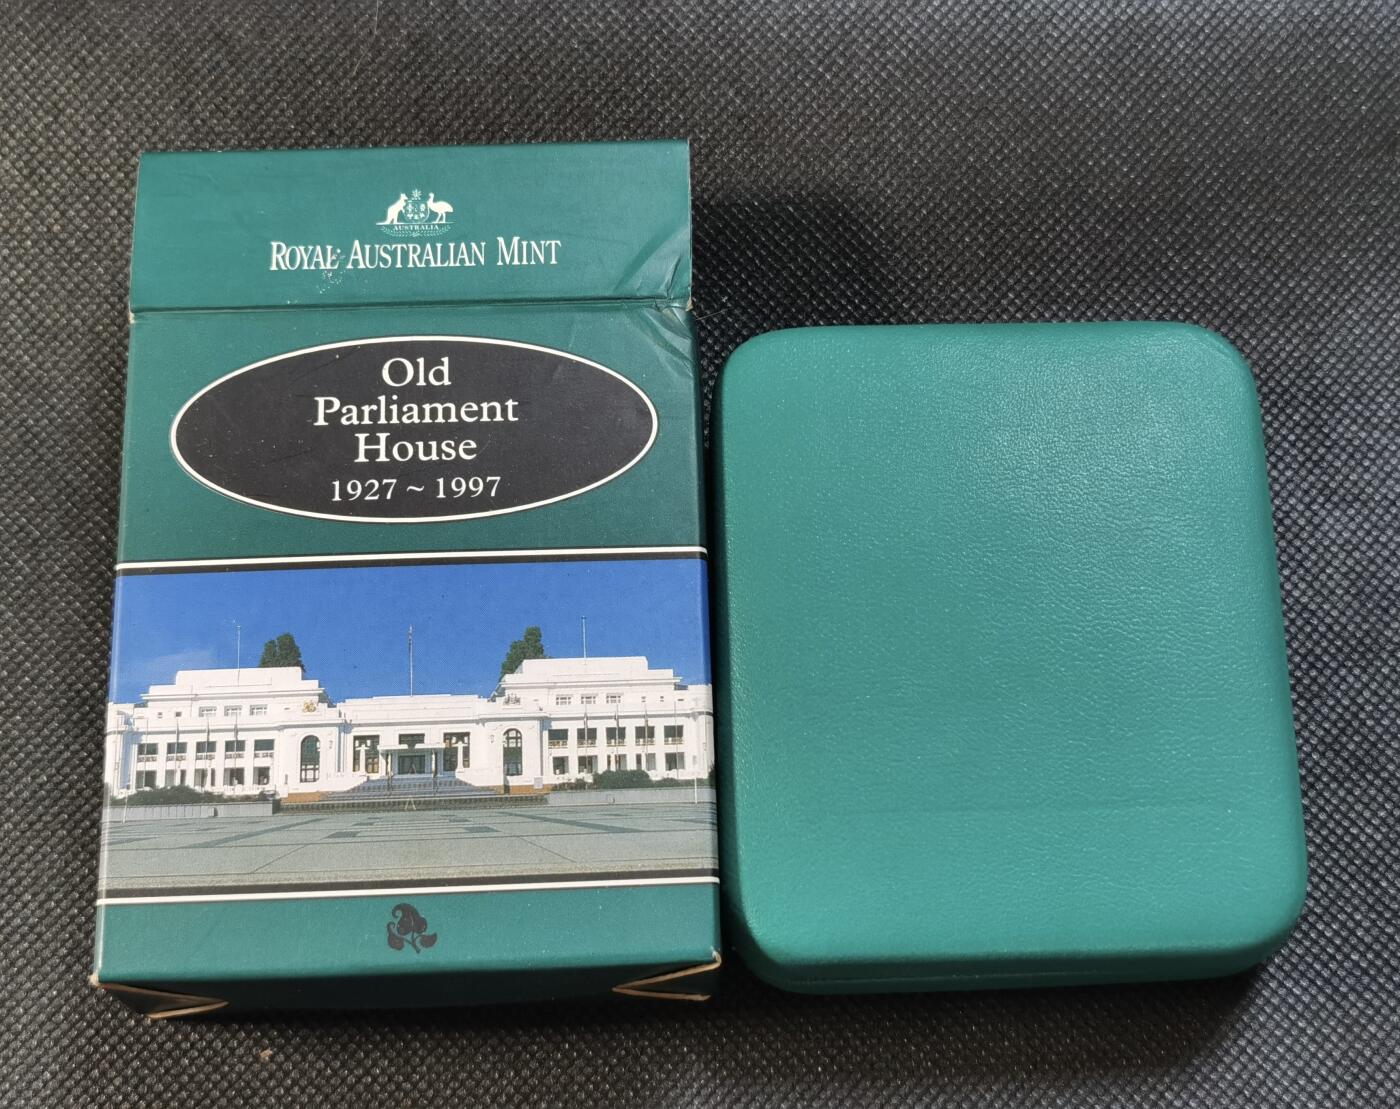 AUSTRALIA
ROYAL AUSTRALIAN MINT
Old
Parliament
House
1927 ~ 1997